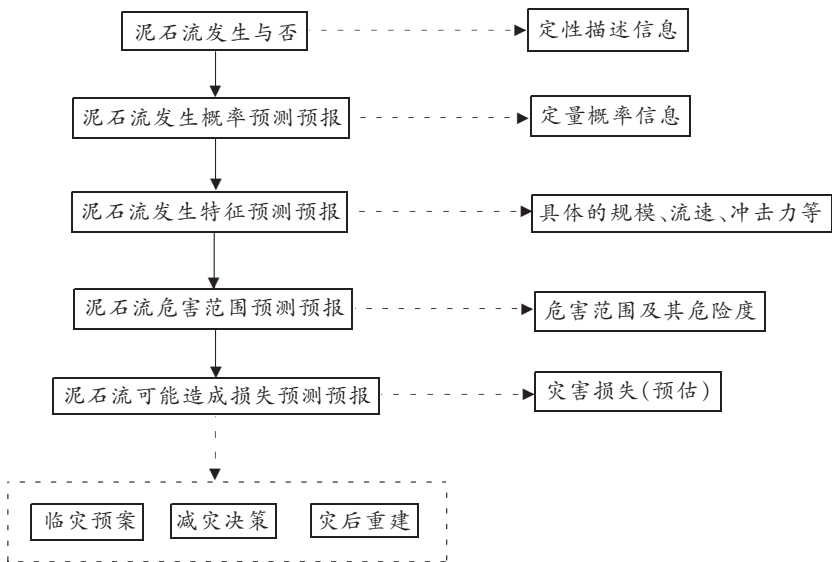 泥石流发生与否
定性描述信息
泥石流发生概率预测预报
定量概率信息
泥石流发生特征预测预报
具体的规模、流速、冲击力等
泥石流危害范围预测预报
危害范围及其危险度
泥石流可能造成损失预测预报
灾害损失(预估)
临灾预案
减灾决策
灾后重建